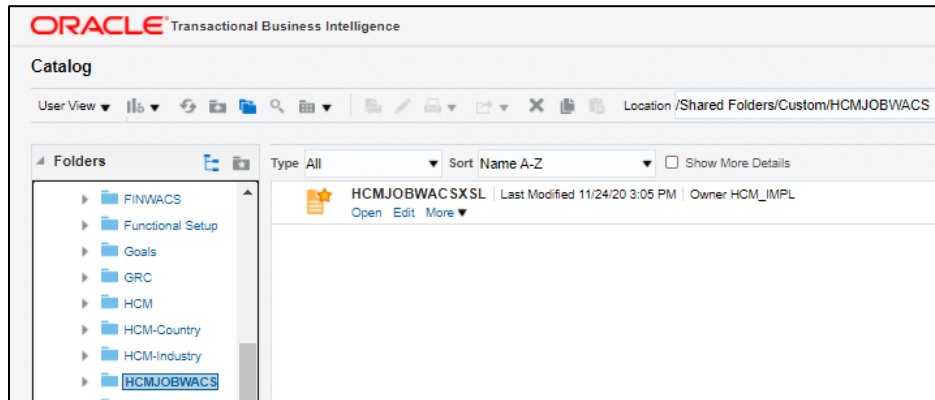 ORACLE Transactional Business Intelligence
Catalog
User View Location /Shared Folders/Custom/HCMJOBWACS
Folders
Type All Sort Name A-Z Show More Details
HCMJOBWACSXSL | Last Modified 11/24/20 3:05 PM | Owner HCM_IMPL
Open Edit More
FINWACS
Functional Setup
Goals
GRC
HCM
HCM-Country
HCM-Industry
HCMJOBWACS